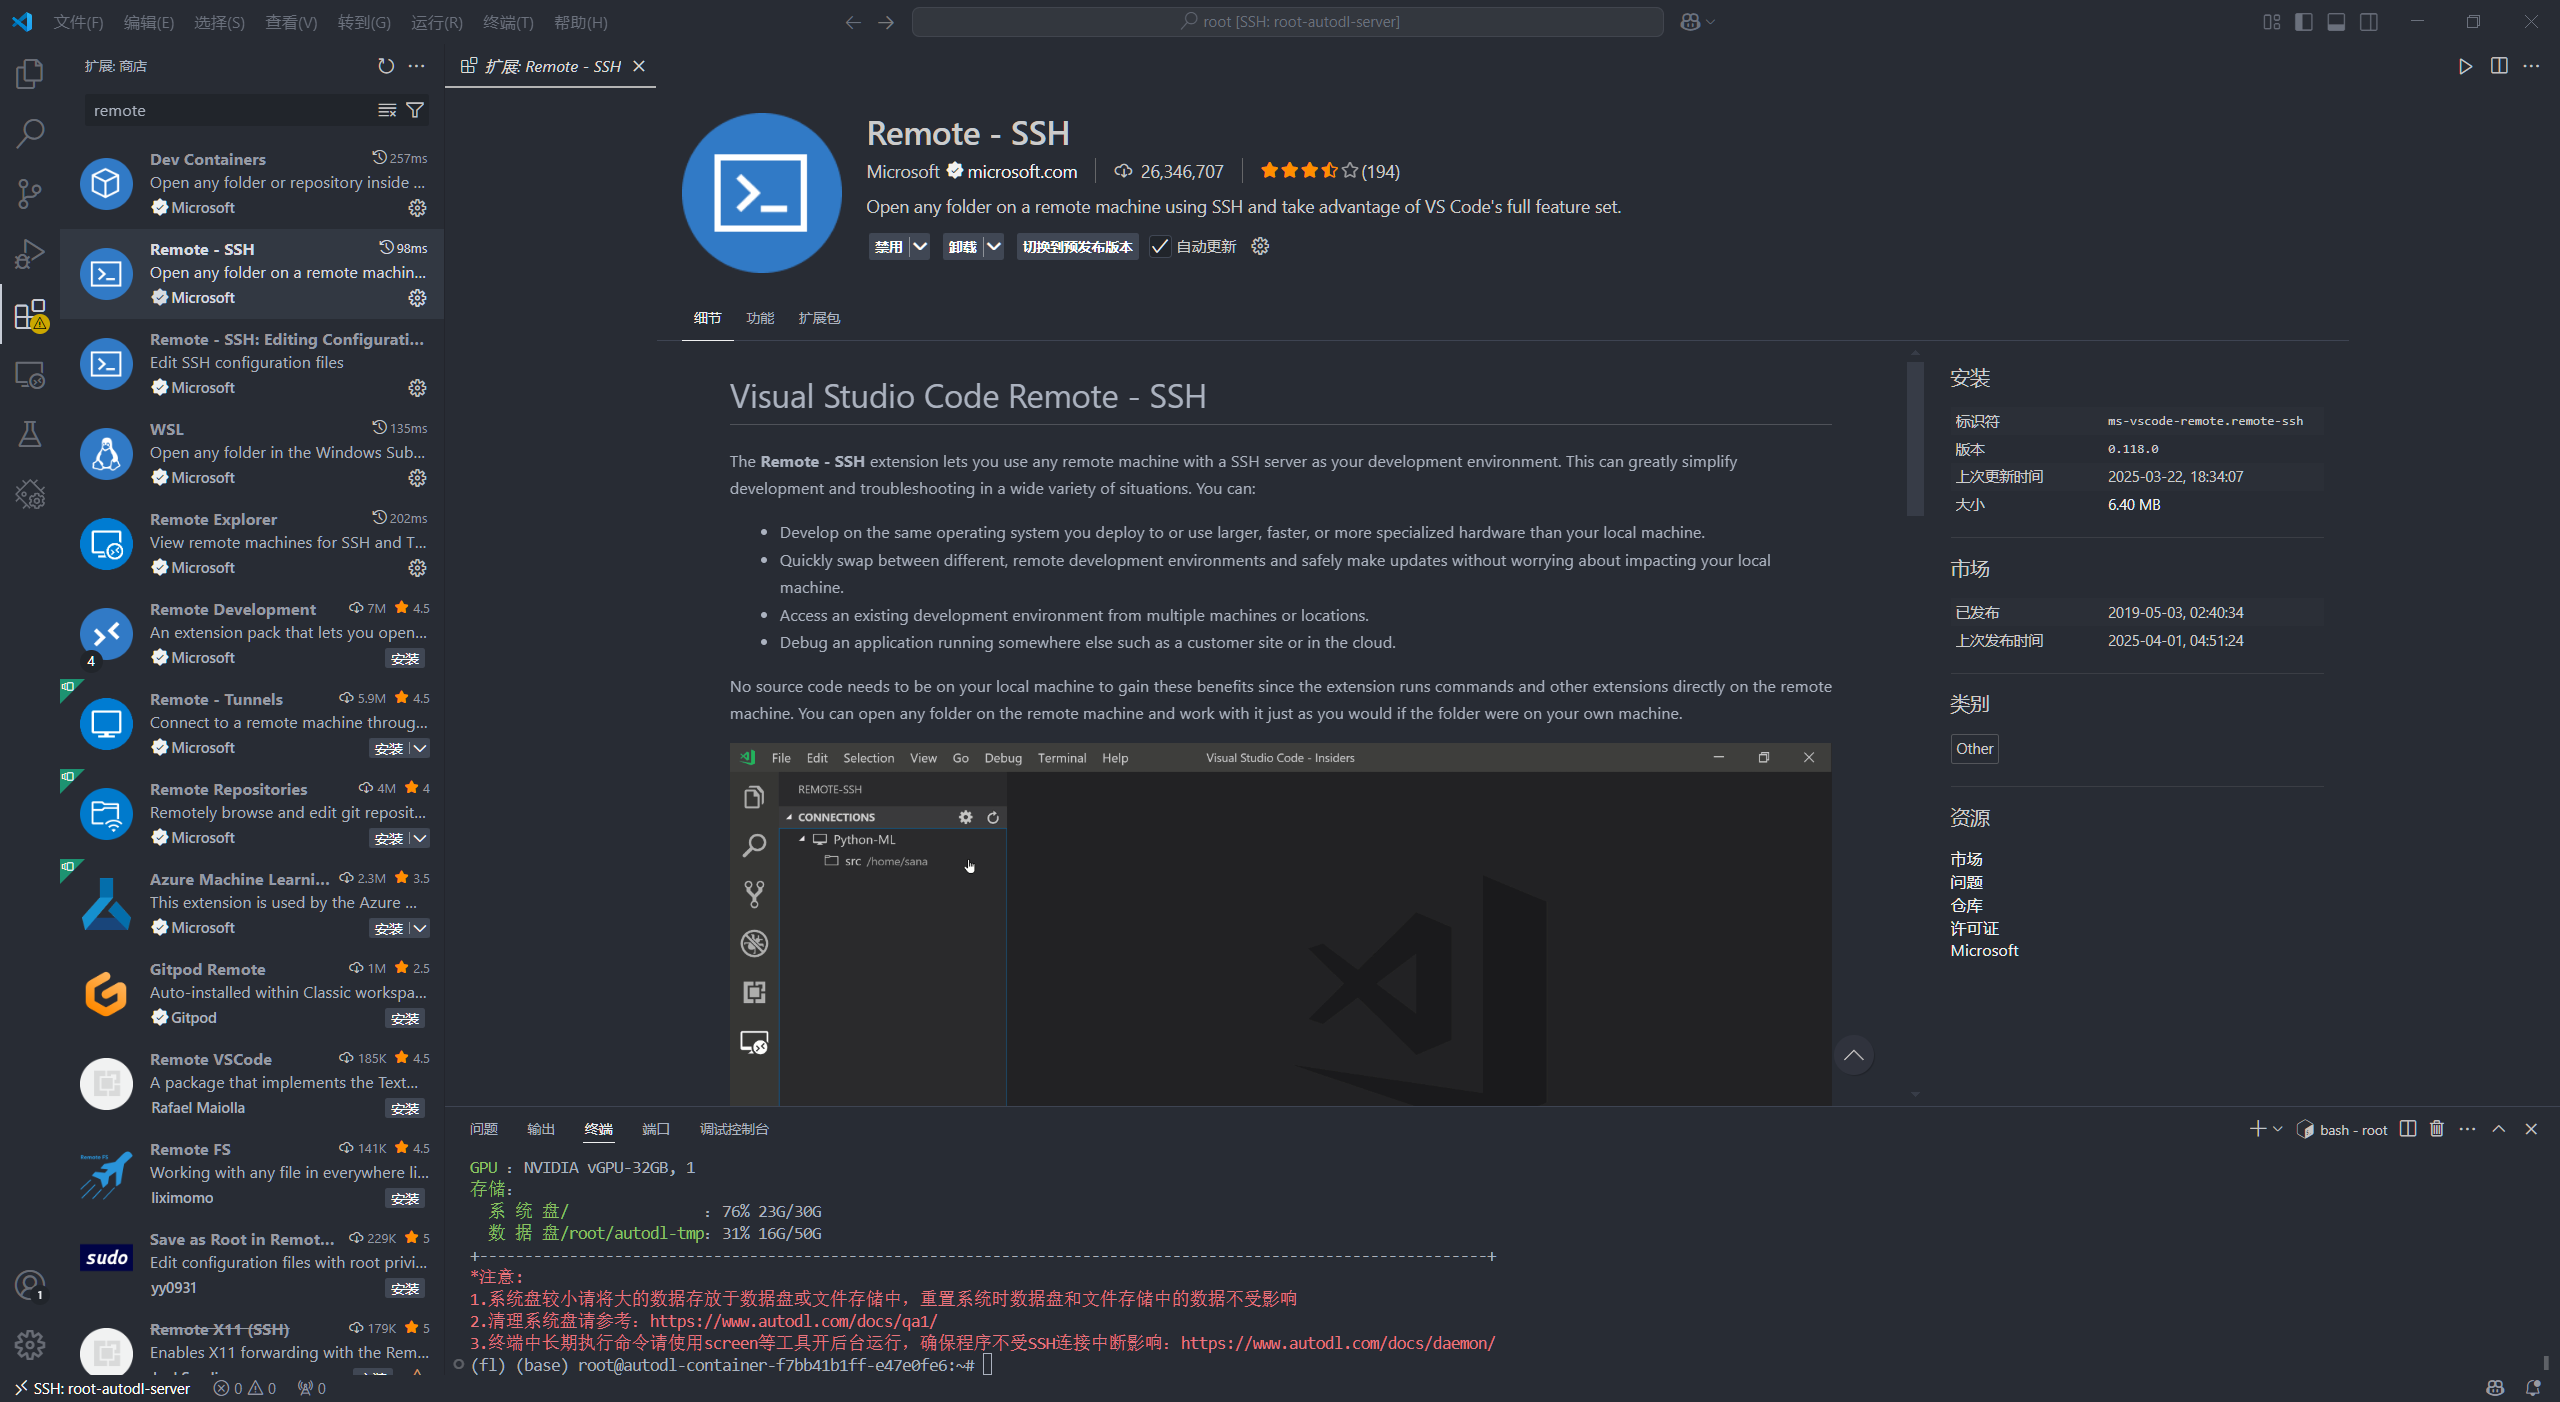 文件(F) 编辑(E) 选择(S) 查看(V) 转到(G) 运行(R) 终端(T) 帮助(H)
root [SSH: root-autodl-server]
扩展: 商店
remote
Dev Containers 257ms
Open any folder or repository inside ...
Microsoft
Remote - SSH 98ms
Open any folder on a remote machin...
Microsoft
Remote - SSH: Editing Configurati...
Edit SSH configuration files
Microsoft
WSL 135ms
Open any folder in the Windows Sub...
Microsoft
Remote Explorer 202ms
View remote machines for SSH and T...
Microsoft
Remote Development 7M 4.5
An extension pack that lets you open...
4
Microsoft 安装
Remote - Tunnels 5.9M 4.5
Connect to a remote machine throug...
Microsoft 安装
Remote Repositories 4M 4
Remotely browse and edit git reposit...
Microsoft 安装
Azure Machine Learni... 2.3M 3.5
This extension is used by the Azure ...
Microsoft 安装
Gitpod Remote 1M 2.5
Auto-installed within Classic workspa...
Gitpod 安装
Remote VSCode 185K 4.5
A package that implements the Text...
Rafael Maiolla 安装
Remote FS 141K 4.5
Working with any file in everywhere li...
liximomo 安装
Save as Root in Remot... 229K 5
sudo
Edit configuration files with root privi...
yy0931 安装
Remote X11 (SSH) 179K 5
Enables X11 forwarding with the Rem...
1
扩展: Remote - SSH
Remote - SSH
Microsoft microsoft.com 26,346,707 (194)
Open any folder on a remote machine using SSH and take advantage of VS Code's full feature set.
禁用 卸载 切换到预发布版本 自动更新
细节 功能 扩展包
Visual Studio Code Remote - SSH
The Remote - SSH extension lets you use any remote machine with a SSH server as your development environment. This can greatly simplify
development and troubleshooting in a wide variety of situations. You can:
• Develop on the same operating system you deploy to or use larger, faster, or more specialized hardware than your local machine.
• Quickly swap between different, remote development environments and safely make updates without worrying about impacting your local
machine.
• Access an existing development environment from multiple machines or locations.
• Debug an application running somewhere else such as a customer site or in the cloud.
No source code needs to be on your local machine to gain these benefits since the extension runs commands and other extensions directly on the remote
machine. You can open any folder on the remote machine and work with it just as you would if the folder were on your own machine.
File Edit Selection View Go Debug Terminal Help Visual Studio Code - Insiders
REMOTE-SSH
CONNECTIONS
Python-ML
src /home/sana
安装
标识符 ms-vscode-remote.remote-ssh
版本 0.118.0
上次更新时间 2025-03-22, 18:34:07
大小 6.40 MB
市场
已发布 2019-05-03, 02:40:34
上次发布时间 2025-04-01, 04:51:24
类别
Other
资源
市场
问题
仓库
许可证
Microsoft
问题 输出 终端 端口 调试控制台
bash - root
GPU : NVIDIA vGPU-32GB, 1
存储:
系 统 盘/ : 76% 23G/30G
数 据 盘/root/autodl-tmp: 31% 16G/50G
+----------------------------------------------------------------------------------------------------------------+
*注意:
1.系统盘较小请将大的数据存放于数据盘或文件存储中，重置系统时数据盘和文件存储中的数据不受影响
2.清理系统盘请参考: https://www.autodl.com/docs/qa1/
3.终端中长期执行命令请使用screen等工具开后台运行，确保程序不受SSH连接中断影响: https://www.autodl.com/docs/daemon/
(fl) (base) root@autodl-container-f7bb41b1ff-e47e0fe6:~#
SSH: root-autodl-server 0 0 0